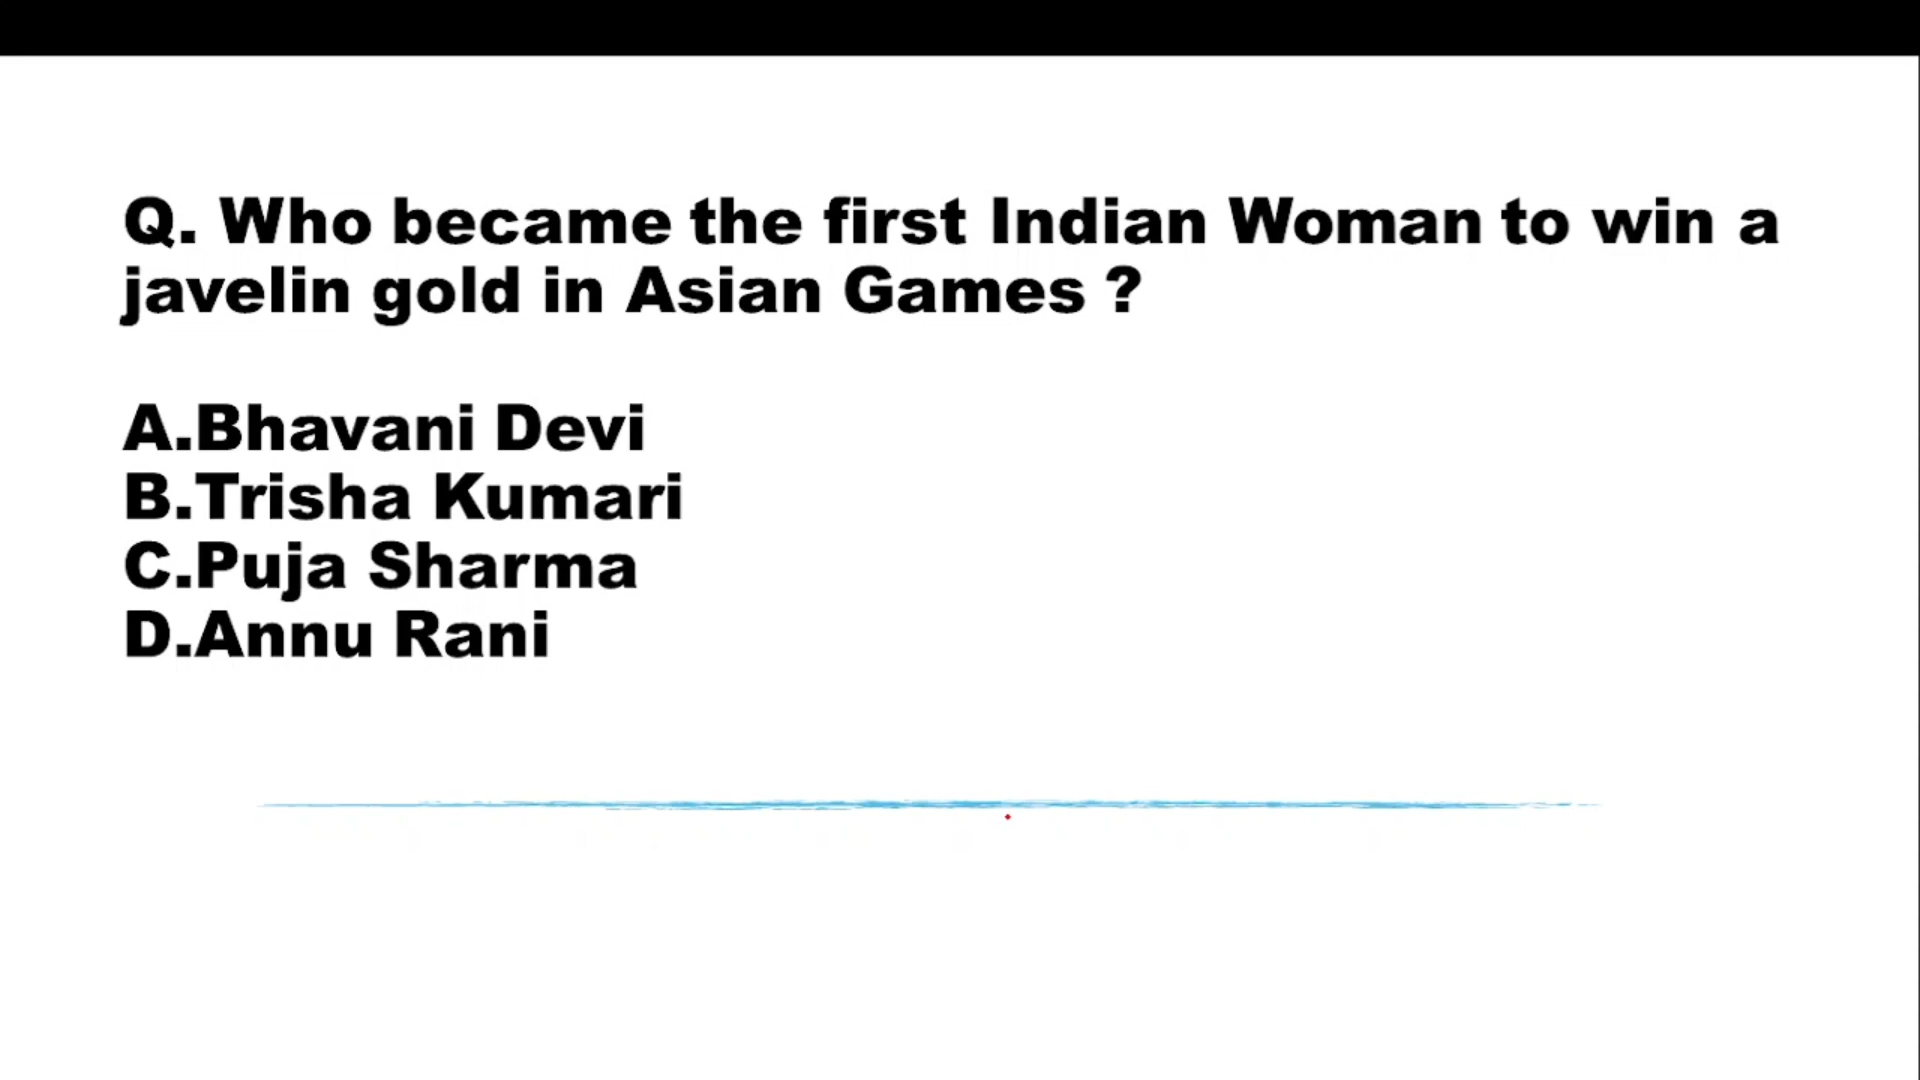 Q. Who became the first Indian Woman to win a
javelin gold in Asian Games ?
A.Bhavani Devi
B.Trisha Kumari
C.Puja Sharma
D.Annu Rani